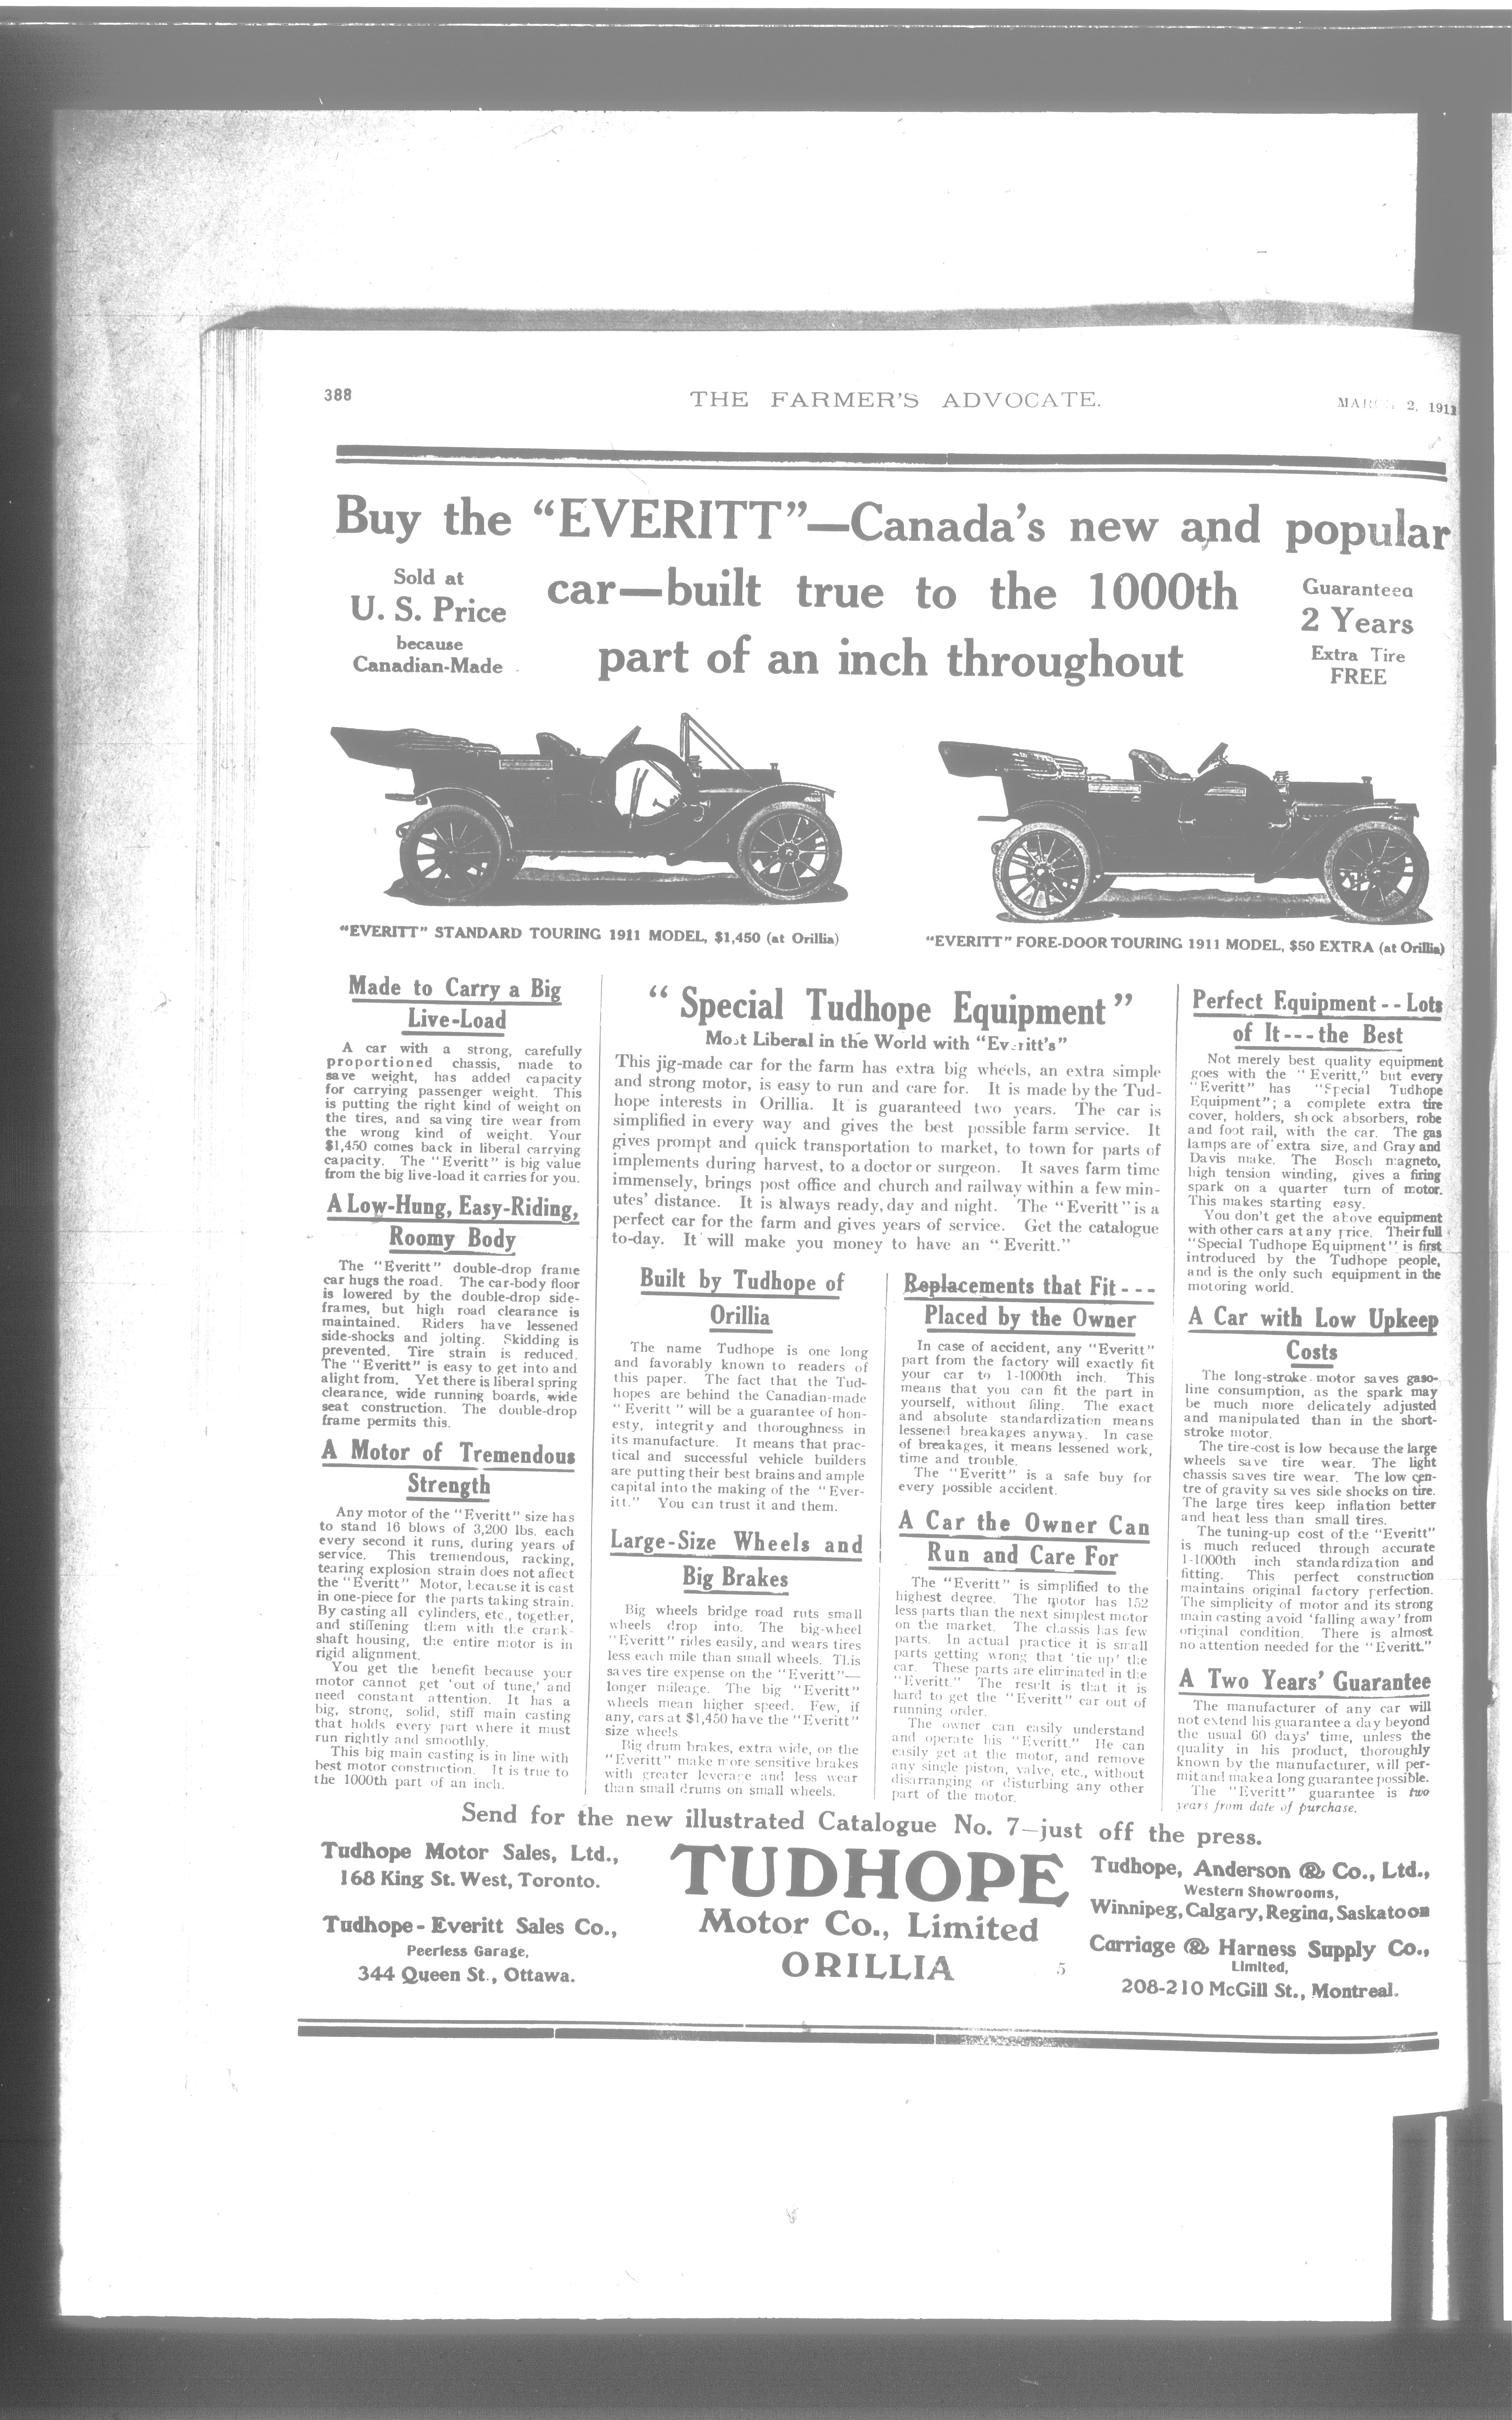 388
THE FARMER'S ADVOCATE.
MARCH 2, 1911
Buy the "EVERITT"—Canada's new and popular
car—built true to the 1000th
part of an inch throughout
Sold at
U. S. Price
because
Canadian-Made
Guaranteed
2 Years
Extra Tire
FREE
"EVERITT" STANDARD TOURING 1911 MODEL, $1,450 (at Orillia)
"EVERITT" FORE-DOOR TOURING 1911 MODEL, $50 EXTRA (at Orillia)
Made to Carry a Big
Live-Load
A car with a strong, carefully
proportioned chassis, made to
save weight, has added capacity
for carrying passenger weight. This
is putting the right kind of weight on
the tires, and saving tire wear from
the wrong kind of weight. Your
$1,450 comes back in liberal carrying
capacity. The "Everitt" is big value
from the big live-load it carries for you.
A Low-Hung, Easy-Riding,
Roomy Body
The "Everitt" double-drop frame
car hugs the road. The car-body floor
is lowered by the double-drop side-
frames, but high road clearance is
maintained. Riders have lessened
side-shocks and jolting. Skidding is
prevented. Tire strain is reduced.
The "Everitt" is easy to get into and
alight from. Yet there is liberal spring
clearance, wide running boards, wide
seat construction. The double-drop
frame permits this.
A Motor of Tremendous
Strength
Any motor of the "Everitt" size has
to stand 16 blows of 3,200 lbs. each
every second it runs, during years of
service. This tremendous, racking,
tearing explosion strain does not affect
the "Everitt" Motor, because it is cast
in one-piece for the parts taking strain.
By casting all cylinders, etc., together,
and stiffening them with the crank-
shaft housing, the entire motor is in
rigid alignment.
You get the benefit because your
motor cannot get 'out of tune,' and
need constant attention. It has a
big, strong, solid, stiff main casting
that holds every part where it must
run rightly and smoothly.
This big main casting is in line with
best motor construction. It is true to
the 1000th part of an inch.
"Special Tudhope Equipment"
Most Liberal in the World with "Everitt's"
This jig-made car for the farm has extra big wheels, an extra simple
and strong motor, is easy to run and care for. It is made by the Tud-
hope interests in Orillia. It is guaranteed two years. The car is
simplified in every way and gives the best possible farm service. It
gives prompt and quick transportation to market, to town for parts of
implements during harvest, to a doctor or surgeon. It saves farm time
immensely, brings post office and church and railway within a few min-
utes' distance. It is always ready, day and night. The "Everitt" is a
perfect car for the farm and gives years of service. Get the catalogue
to-day. It will make you money to have an "Everitt."
Built by Tudhope of
Orillia
The name Tudhope is one long
and favorably known to readers of
this paper. The fact that the Tud-
hopes are behind the Canadian-made
"Everitt" will be a guarantee of hon-
esty, integrity and thoroughness in
its manufacture. It means that prac-
tical and successful vehicle builders
are putting their best brains and ample
capital into the making of the "Ever-
itt." You can trust it and them.
Large-Size Wheels and
Big Brakes
Big wheels bridge road ruts small
wheels drop into. The big-wheel
"Everitt" rides easily, and wears tires
less each mile than small wheels. This
saves tire expense on the "Everitt"—
longer mileage. The big "Everitt"
wheels mean higher speed. Few, if
any, cars at $1,450 have the "Everitt"
size wheels
Big drum brakes, extra wide, on the
"Everitt" make more sensitive brakes
with greater leverage and less wear
than small drums on small wheels.
Replacements that Fit---
Placed by the Owner
In case of accident, any "Everitt"
part from the factory will exactly fit
your car to 1-1000th inch. This
means that you can fit the part in
yourself, without filing. The exact
and absolute standardization means
lessened breakages anyway. In case
of breakages, it means lessened work,
time and trouble.
The "Everitt" is a safe buy for
every possible accident.
A Car the Owner Can
Run and Care For
The "Everitt" is simplified to the
highest degree. The motor has 152
less parts than the next simplest motor
on the market. The chassis has few
parts. In actual practice it is small
parts getting wrong that 'tie up' the
car. These parts are eliminated in the
"Everitt." The result is that it is
hard to get the "Everitt" car out of
running order.
The owner can easily understand
and operate his "Everitt." He can
easily get at the motor, and remove
any single piston, valve, etc., without
disarranging or disturbing any other
part of the motor.
Perfect Equipment--Lots
of It---the Best
Not merely best quality equipment
goes with the "Everitt," but every
"Everitt" has "Special Tudhope
Equipment"; a complete extra tire
cover, holders, shock absorbers, robe
and foot rail, with the car. The gas
lamps are of extra size, and Gray and
Davis make. The Bosch magneto,
high tension winding, gives a firing
spark on a quarter turn of motor.
This makes starting easy.
You don't get the above equipment
with other cars at any price. Their full
"Special Tudhope Equipment" is first
introduced by the Tudhope people,
and is the only such equipment in the
motoring world.
A Car with Low Upkeep
Costs
The long-stroke motor saves gaso-
line consumption, as the spark may
be much more delicately adjusted
and manipulated than in the short-
stroke motor.
The tire-cost is low because the large
wheels save tire wear. The light
chassis saves tire wear. The low cen-
tre of gravity saves side shocks on tire.
The large tires keep inflation better
and heat less than small tires.
The tuning-up cost of the "Everitt"
is much reduced through accurate
1-1000th inch standardization and
fitting. This perfect construction
maintains original factory perfection.
The simplicity of motor and its strong
main casting avoid 'falling away' from
original condition. There is almost
no attention needed for the "Everitt."
A Two Years' Guarantee
The manufacturer of any car will
not extend his guarantee a day beyond
the usual 60 days' time, unless the
quality in his product, thoroughly
known by the manufacturer, will per-
mit and make a long guarantee possible.
The "Everitt" guarantee is two
years from date of purchase.
Send for the new illustrated Catalogue No. 7—just off the press.
Tudhope Motor Sales, Ltd.,
168 King St. West, Toronto.
Tudhope-Everitt Sales Co.,
Peerless Garage,
344 Queen St., Ottawa.
TUDHOPE
Motor Co., Limited
ORILLIA
5
Tudhope, Anderson & Co., Ltd.,
Western Showrooms,
Winnipeg, Calgary, Regina, Saskatoon
Carriage & Harness Supply Co.,
Limited,
208-210 McGill St., Montreal.